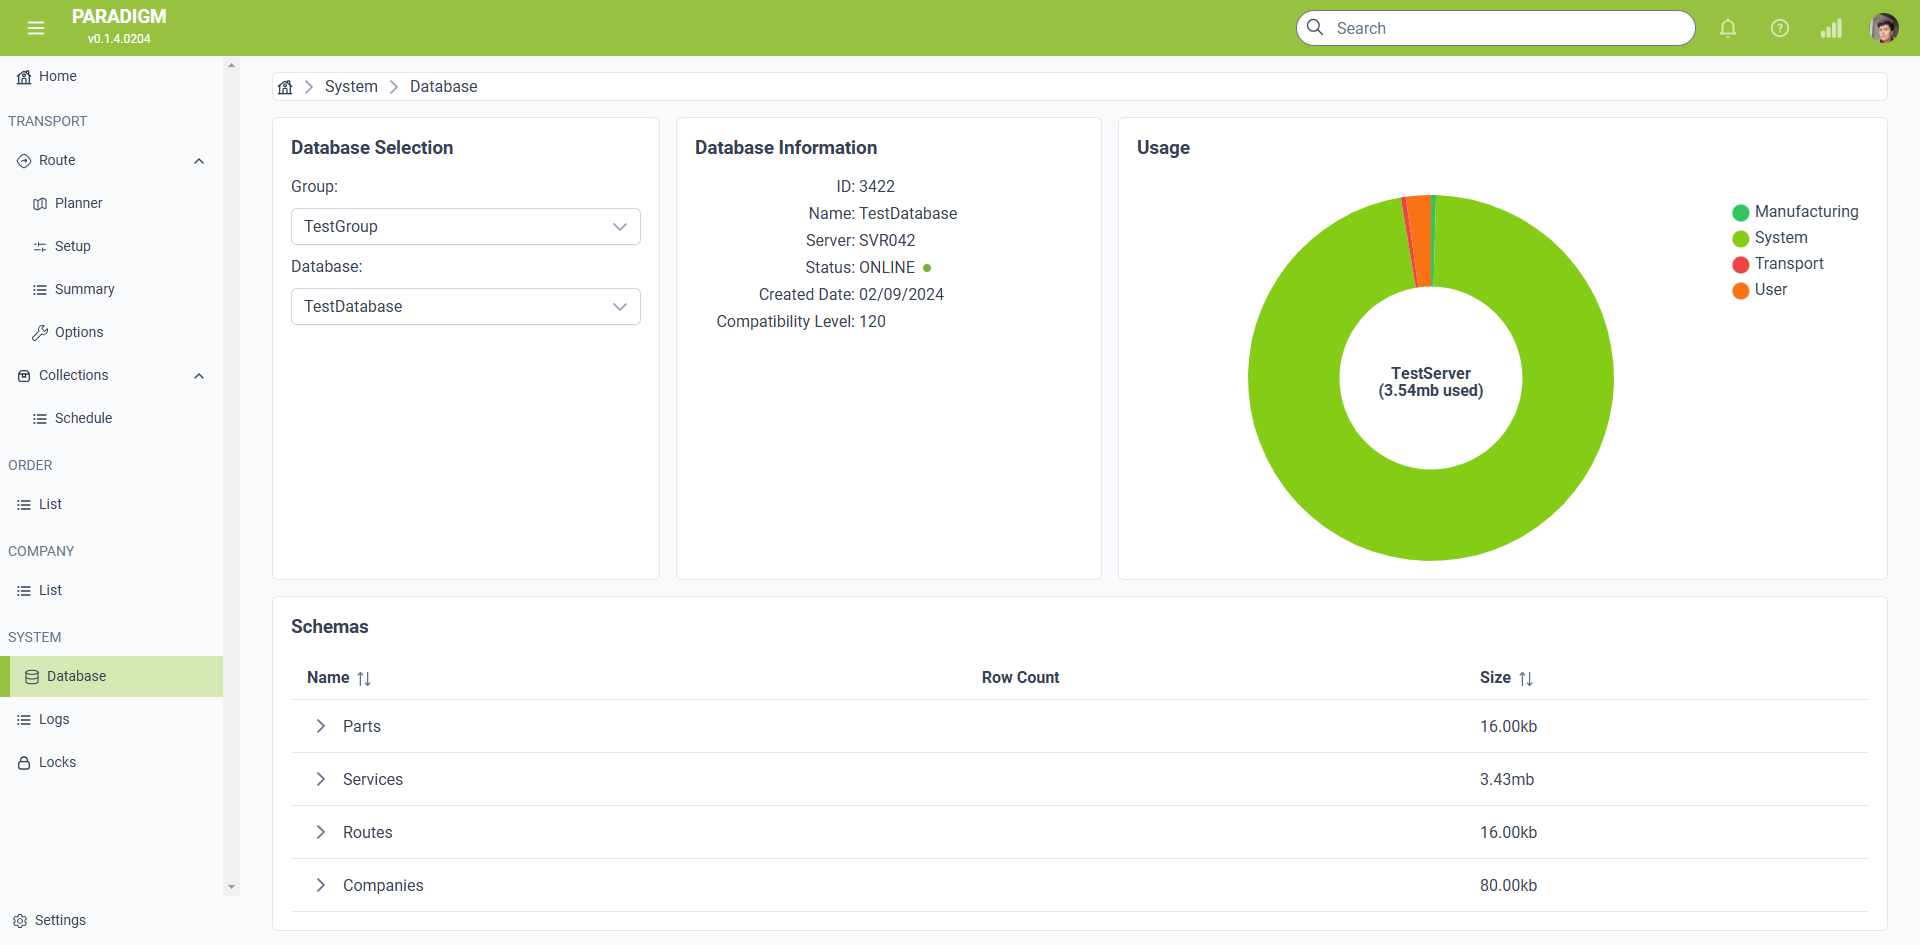 PARADIGM
v0.1.4.0204
Search
Home
TRANSPORT
Route
Planner
Setup
Summary
Options
Collections
Schedule
ORDER
List
COMPANY
List
SYSTEM
Database
Logs
Locks
Settings
System
Database
Database Selection
Group:
TestGroup
Database:
TestDatabase
Database Information
ID: 3422
Name: TestDatabase
Server: SVR042
Status: ONLINE
Created Date: 02/09/2024
Compatibility Level: 120
Usage
TestServer
(3.54mb used)
Manufacturing
System
Transport
User
Schemas
Name Row Count Size
Parts 16.00kb
Services 3.43mb
Routes 16.00kb
Companies 80.00kb